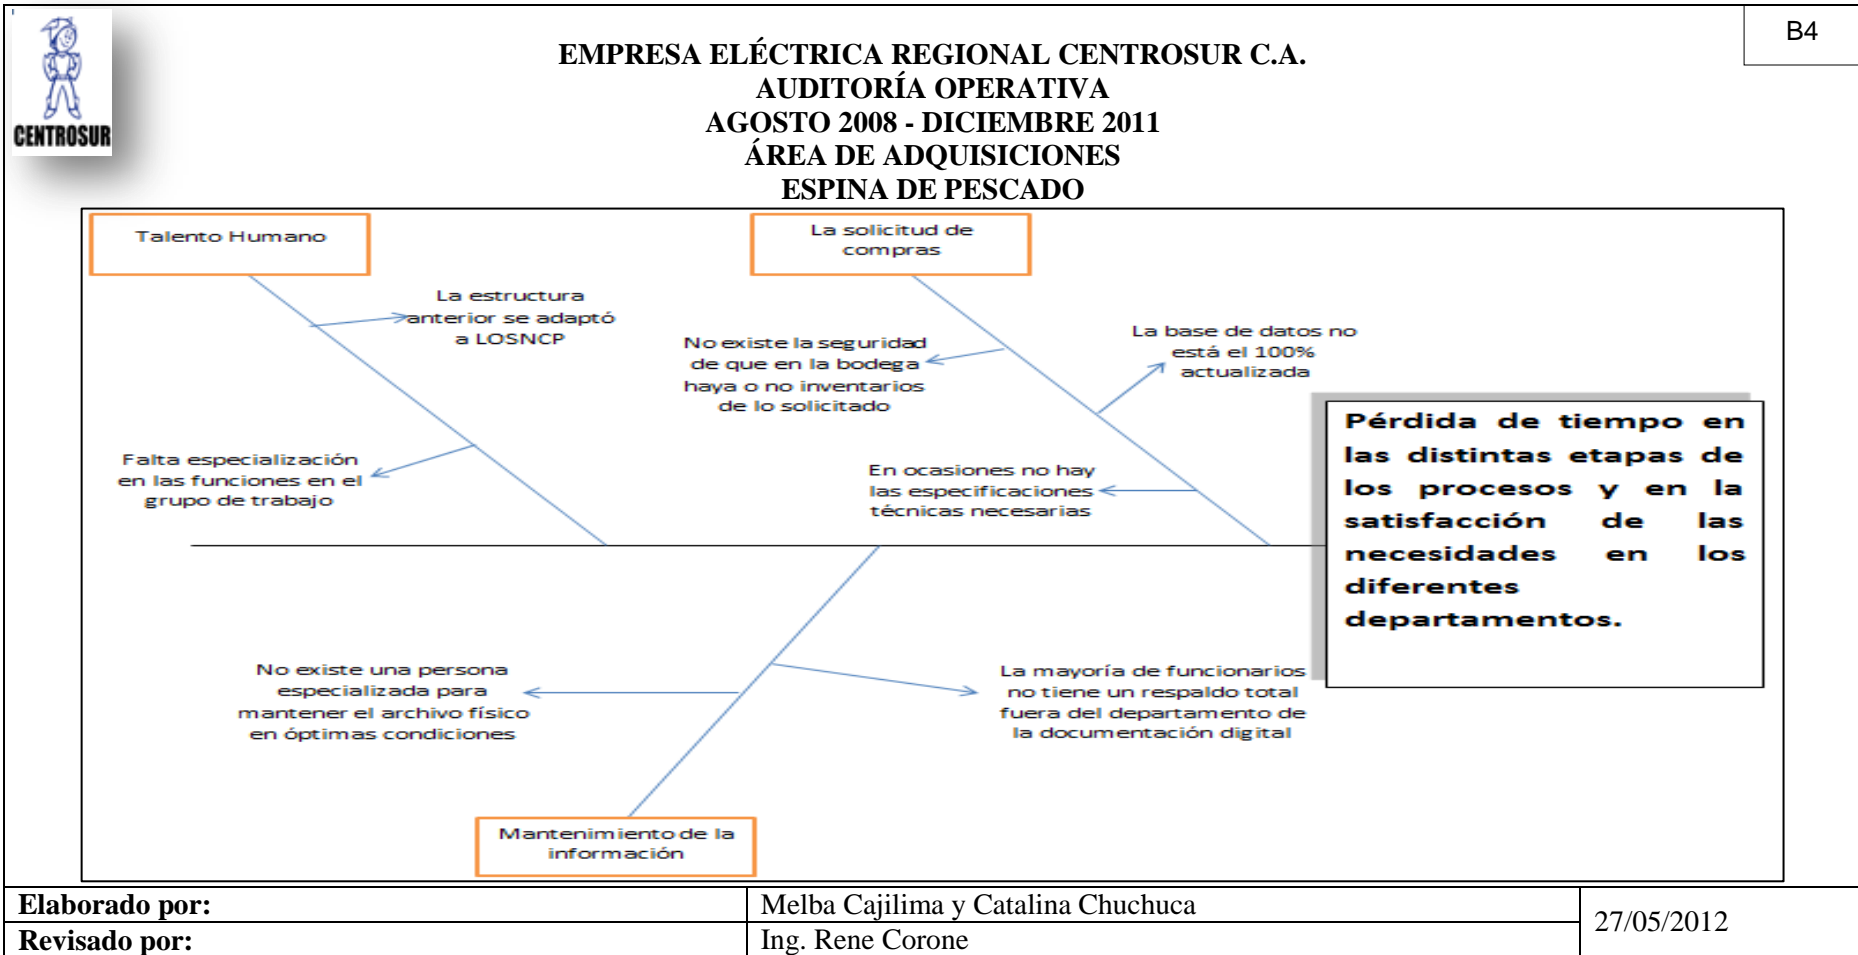 B4
CENTROSUR
EMPRESA ELÉCTRICA REGIONAL CENTROSUR C.A.
AUDITORÍA OPERATIVA
AGOSTO 2008 - DICIEMBRE 2011
ÁREA DE ADQUISICIONES
ESPINA DE PESCADO
Talento Humano
La solicitud de
compras
La estructura
anterior se adaptó
a LOSNCP
No existe la seguridad
de que en la bodega
haya o no inventarios
de lo solicitado
La base de datos no
está el 100%
actualizada
Falta especialización
en las funciones en el
grupo de trabajo
En ocasiones no hay
las especificaciones
técnicas necesarias
Pérdida de tiempo en
las distintas etapas de
los procesos y en la
satisfacción de las
necesidades en los
diferentes
departamentos.
No existe una persona
especializada para
mantener el archivo físico
en óptimas condiciones
La mayoría de funcionarios
no tiene un respaldo total
fuera del departamento de
la documentación digital
Mantenimiento de la
información
Elaborado por:
Melba Cajilima y Catalina Chuchuca
27/05/2012
Revisado por:
Ing. Rene Corone